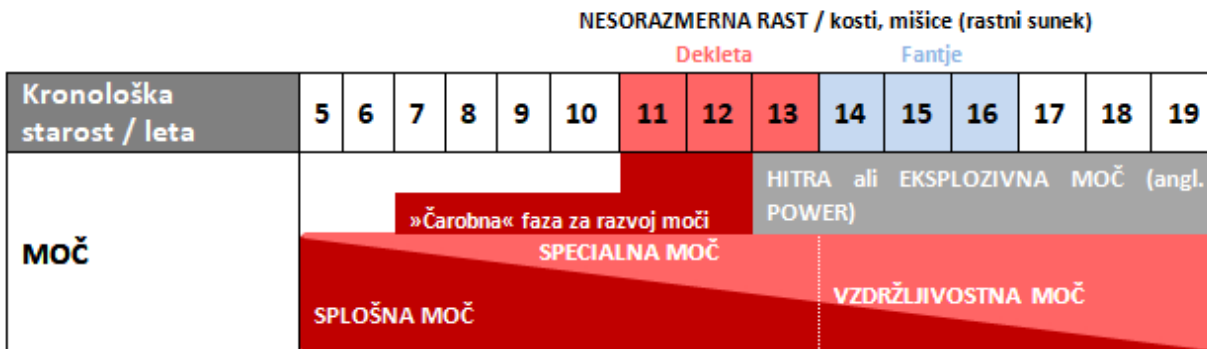 NESORAZMERNA RAST / kosti, mišice (rastni sunek)
Dekleta Fantje
Kronološka
starost / leta
5 6 7 8 9 10 11 12 13 14 15 16 17 18 19
MOČ
HITRA ali EKSPLOZIVNA MOČ (angl.
POWER)
»Čarobna« faza za razvoj moči
SPECIALNA MOČ
VZDRŽLJIVOSTNA MOČ
SPLOŠNA MOČ